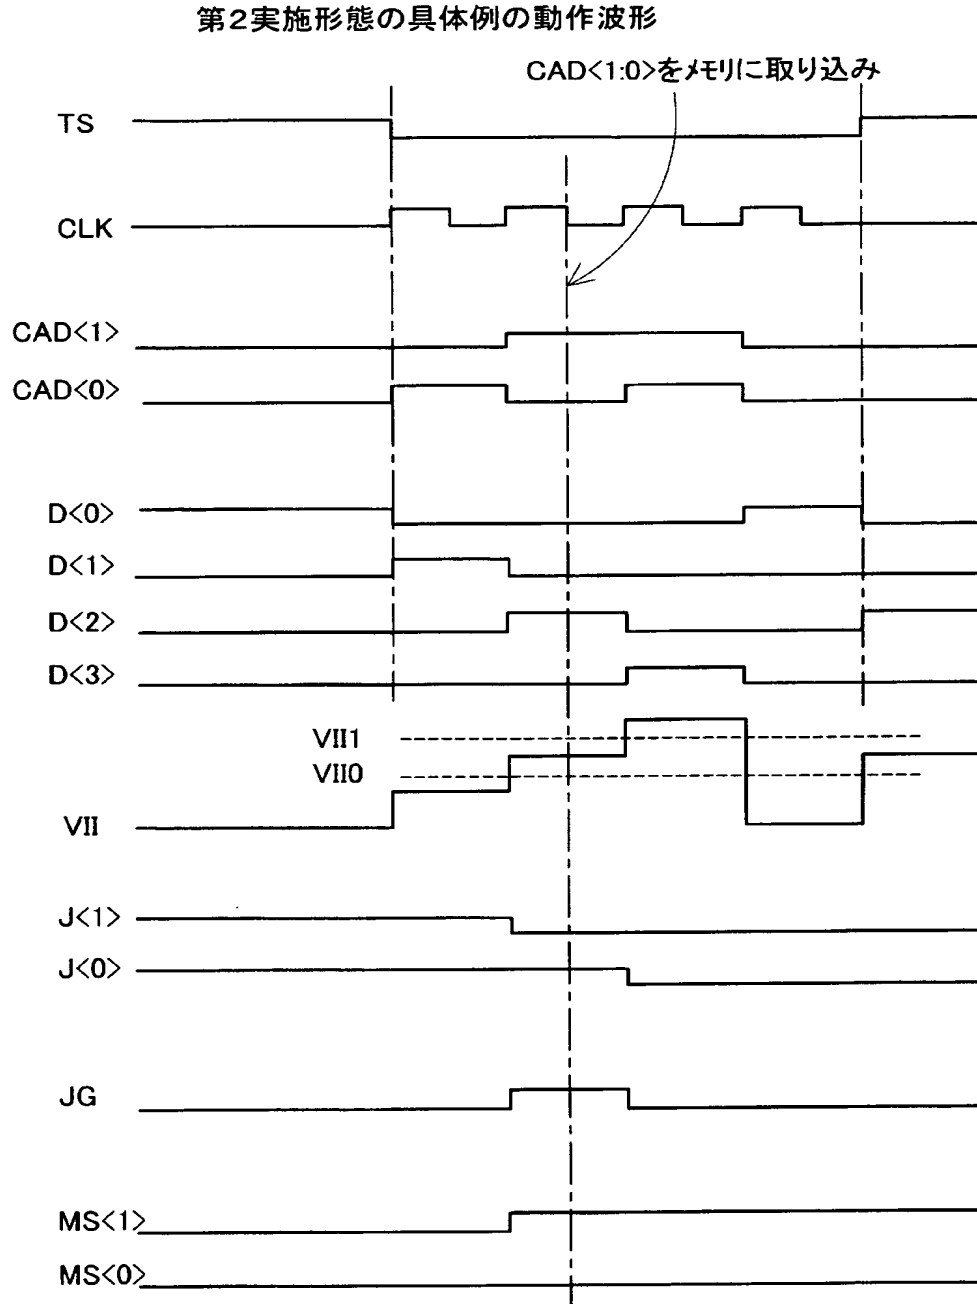 第2実施形態の具体例の動作波形
CAD<1:0>をメモリに取り込み
TS
CLK
CAD<1>
CAD<0>
D<0>
D<1>
D<2>
D<3>
VII1
VII0
VII
J<1>
J<0>
JG
MS<1>
MS<0>